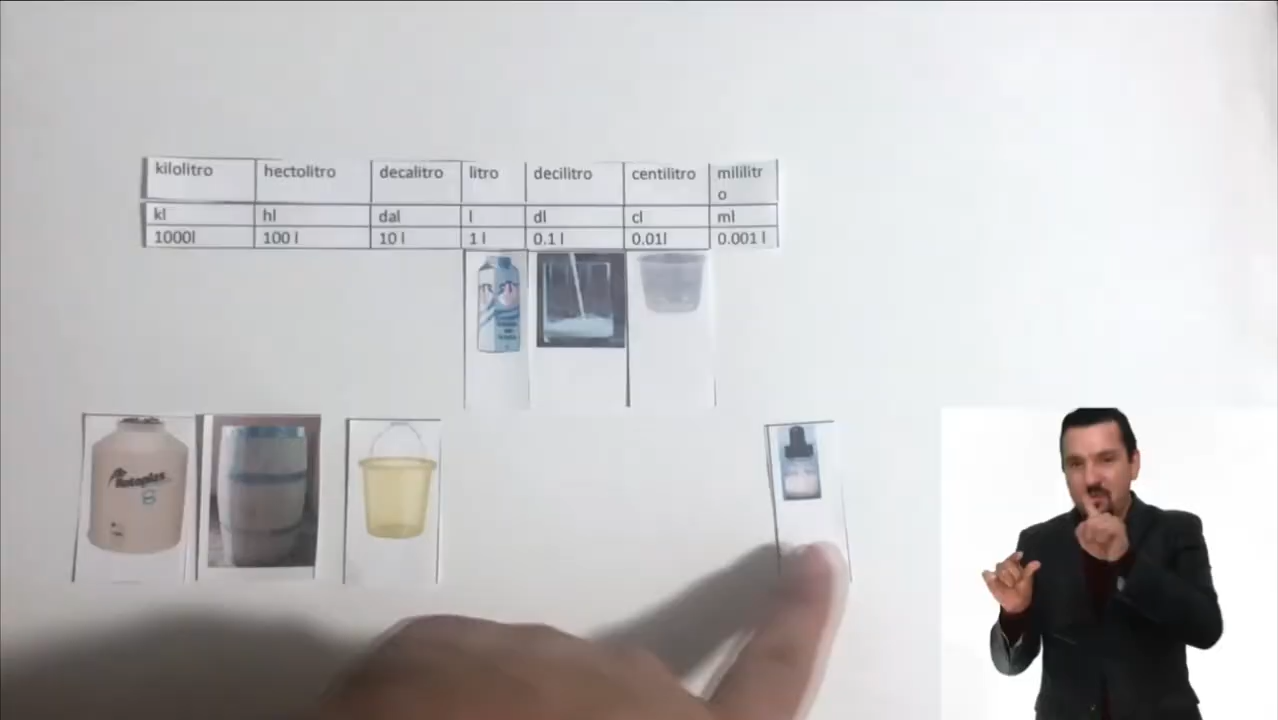 kilolitro hectolitro decalitro litro decilitro centilitro mililitr
o
kl hl dal l dl cl ml
1000l 100 l 10 l 1 l 0.1 l 0.01l 0.001 l
Rotoplas